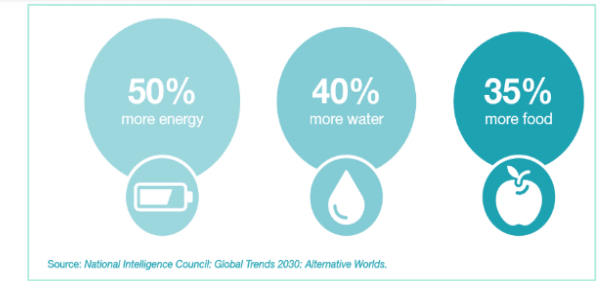 50% 40% 35%
more energy more water more food
Source: National Intelligence Council: Global Trends 2030: Alternative Worlds.